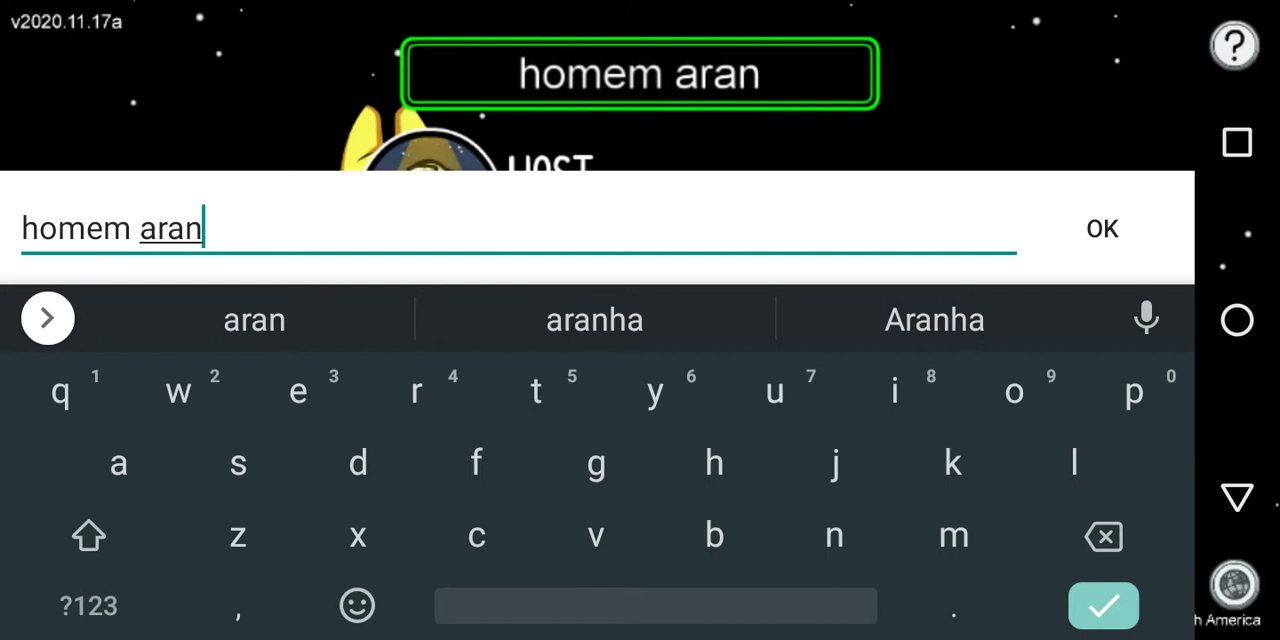 v2020.11.17a
homem aran
HOST
homem aran
OK
aran aranha Aranha
q 1 w 2 e 3 r 4 t 5 y 6 u 7 i 8 o 9 p 0
a s d f g h j k l
z x c v b n m
?123 , .
h America